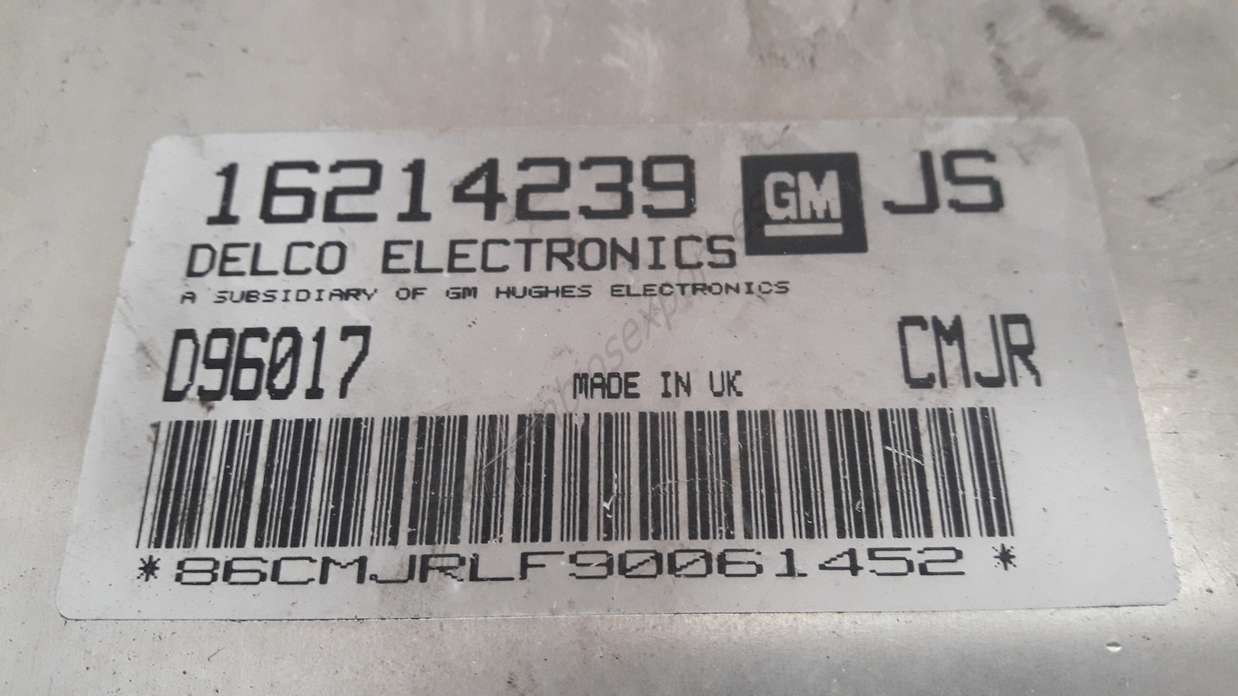 16214239 GM JS
DELCO ELECTRONICS
A SUBSIDIARY OF GM HUGHES ELECTRONICS
D96017 MADE IN UK CMJR
*86CMJRLF90061452*